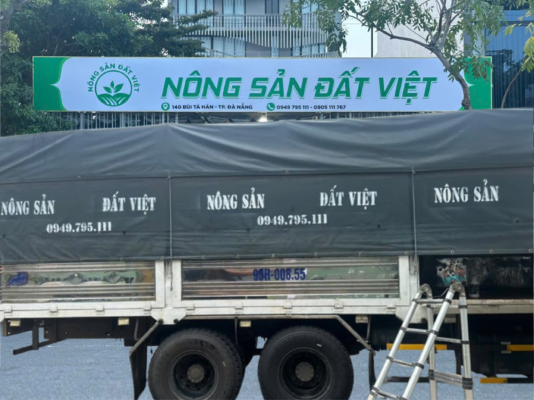 NÔNG SẢN ĐẤT VIỆT
NÔNG SẢN ĐẤT VIỆT
140 BÙI TÁ HÁN - TP. ĐÀ NẴNG 0949 795 111 - 0905 111 767
NÔNG SẢN ĐẤT VIỆT NÔNG SẢN ĐẤT VIỆT NÔNG SẢN
0949.795.111 0949.795.111